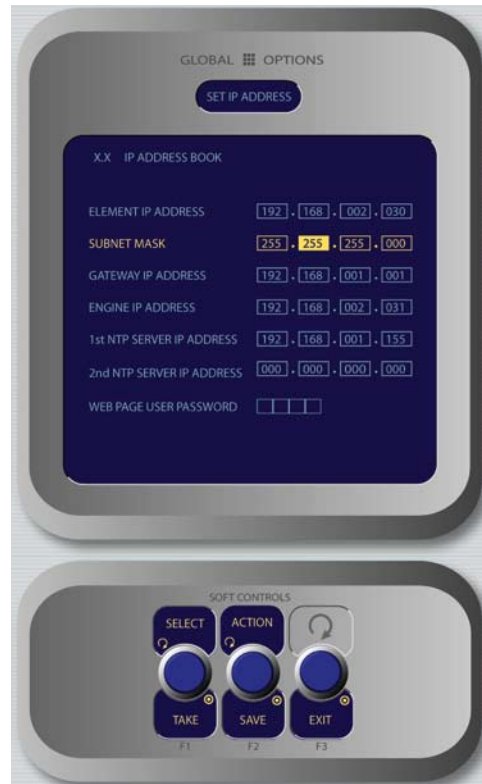 GLOBAL OPTIONS
SET IP ADDRESS
X.X IP ADDRESS BOOK
ELEMENT IP ADDRESS 192 . 168 . 002 . 030
SUBNET MASK 255 . 255 . 255 . 000
GATEWAY IP ADDRESS 192 . 168 . 001 . 001
ENGINE IP ADDRESS 192 . 168 . 002 . 031
1st NTP SERVER IP ADDRESS 192 . 168 . 001 . 155
2nd NTP SERVER IP ADDRESS 000 . 000 . 000 . 000
WEB PAGE USER PASSWORD
SOFT CONTROLS
SELECT ACTION
TAKE SAVE EXIT
F1 F2 F3